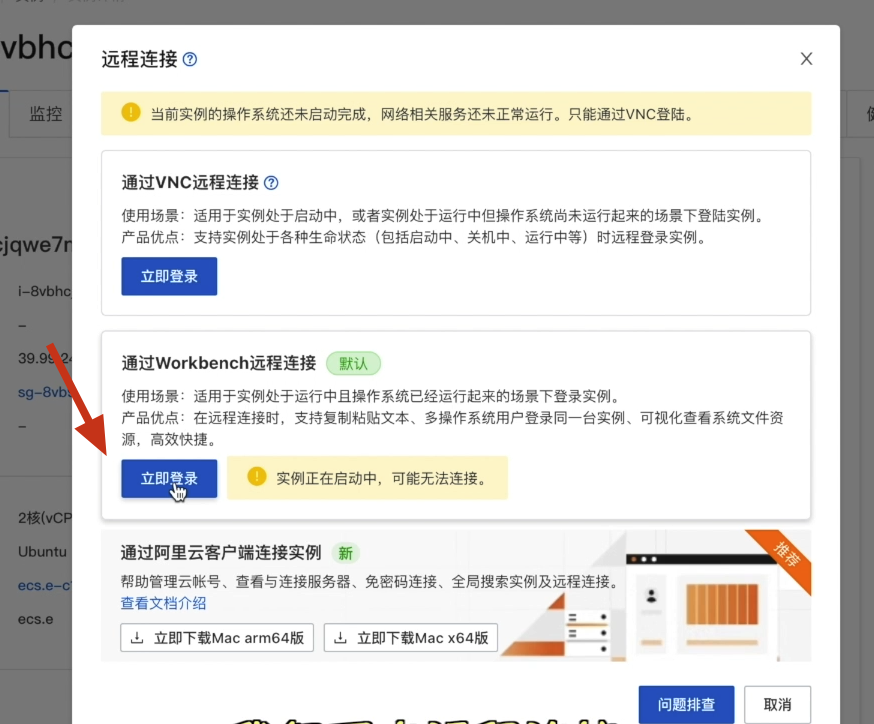 vbhc
远程连接
当前实例的操作系统还未启动完成，网络相关服务还未正常运行。只能通过VNC登陆。
监控
通过VNC远程连接
使用场景：适用于实例处于启动中，或者实例处于运行中但操作系统尚未运行起来的场景下登陆实例。
产品优点：支持实例处于各种生命状态（包括启动中、关机中、运行中等）时远程登录实例。
cjqwe7n
立即登录
i-8vbhcj
–
39.99.24
通过Workbench远程连接 默认
sg-8vbs
使用场景：适用于实例处于运行中且操作系统已经运行起来的场景下登录实例。
产品优点：在远程连接时，支持复制粘贴文本、多操作系统用户登录同一台实例、可视化查看系统文件资
–
源，高效快捷。
立即登录 实例正在启动中，可能无法连接。
2核(vCP
Ubuntu
通过阿里云客户端连接实例 新
推荐
帮助管理云帐号、查看与连接服务器、免密码连接、全局搜索实例及远程连接。
ecs.e-c1
查看文档介绍
ecs.e
立即下载Mac arm64版 立即下载Mac x64版
问题排查 取消